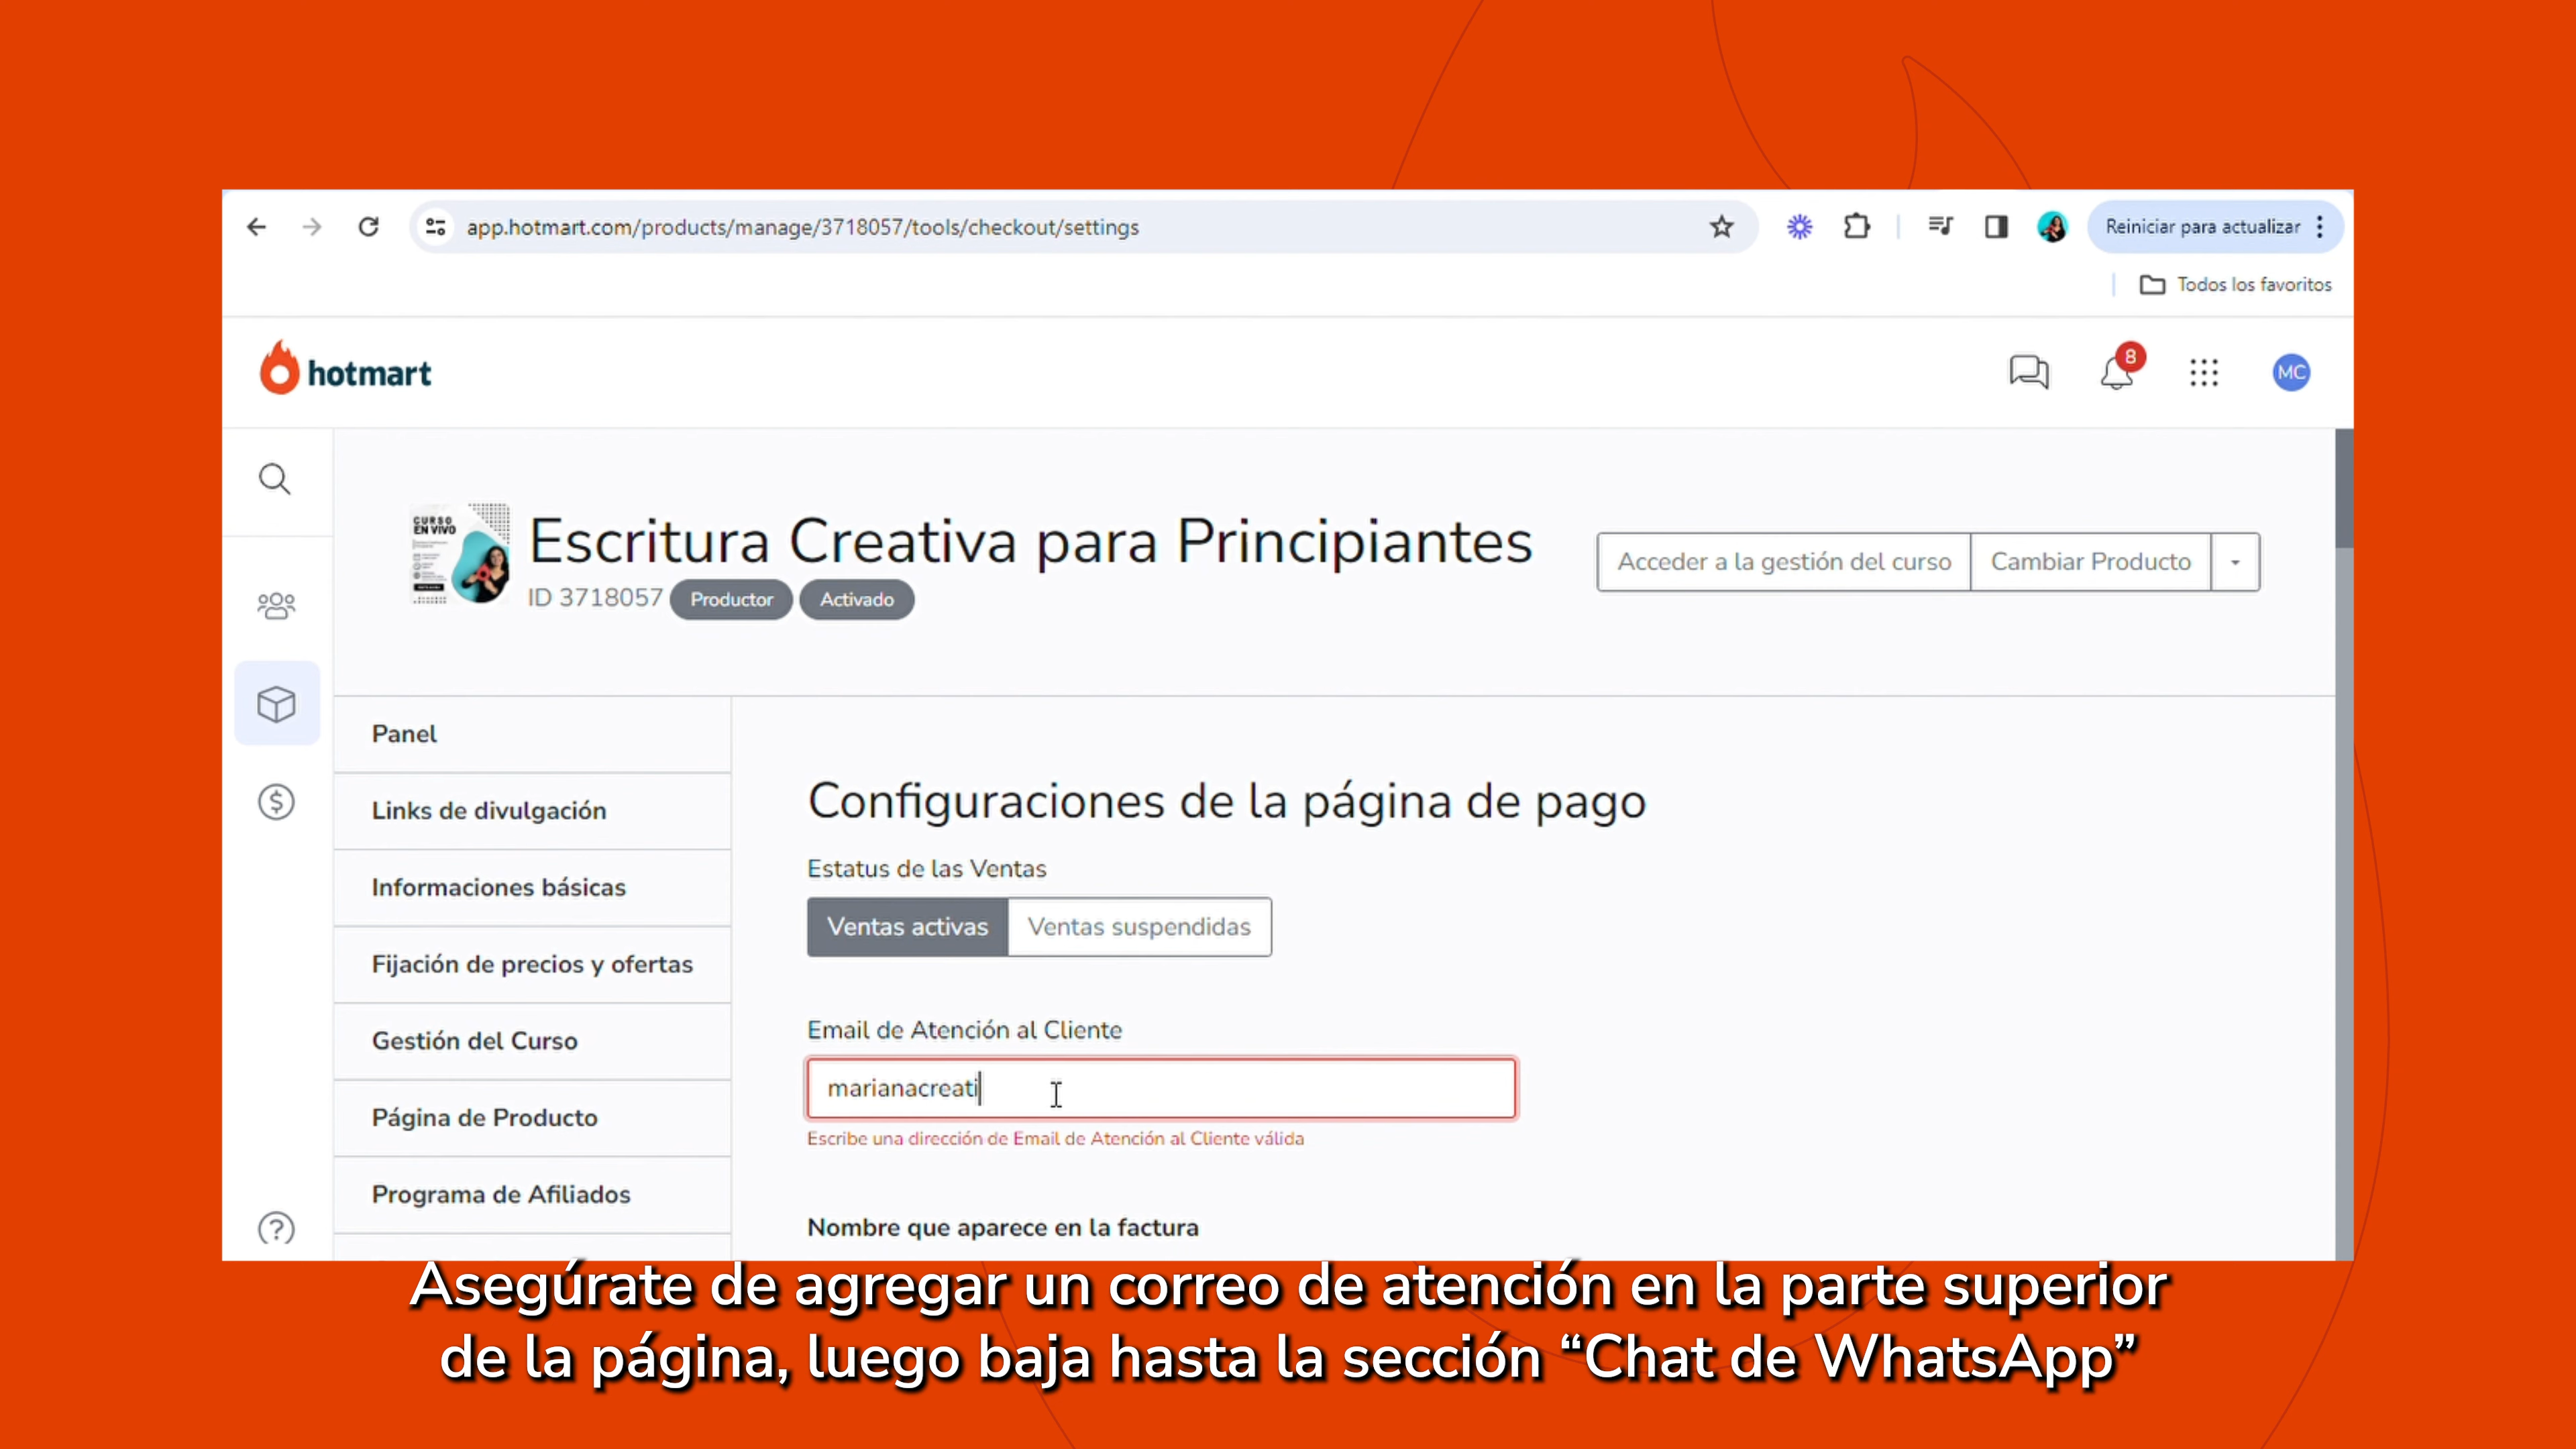 app.hotmart.com/products/manage/3718057/tools/checkout/settings
Reiniciar para actualizar
Todos los favoritos
hotmart
8
MC
CURSO
EN VIVO
Escritura Creativa para Principiantes
ID 3718057
Productor
Activado
Acceder a la gestión del curso
Cambiar Producto
Panel
Links de divulgación
Informaciones básicas
Fijación de precios y ofertas
Gestión del Curso
Página de Producto
Programa de Afiliados
Configuraciones de la página de pago
Estatus de las Ventas
Ventas activas
Ventas suspendidas
Email de Atención al Cliente
marianacreati
Escribe una dirección de Email de Atención al Cliente válida
Nombre que aparece en la factura
Asegúrate de agregar un correo de atención en la parte superior
de la página, luego baja hasta la sección “Chat de WhatsApp”